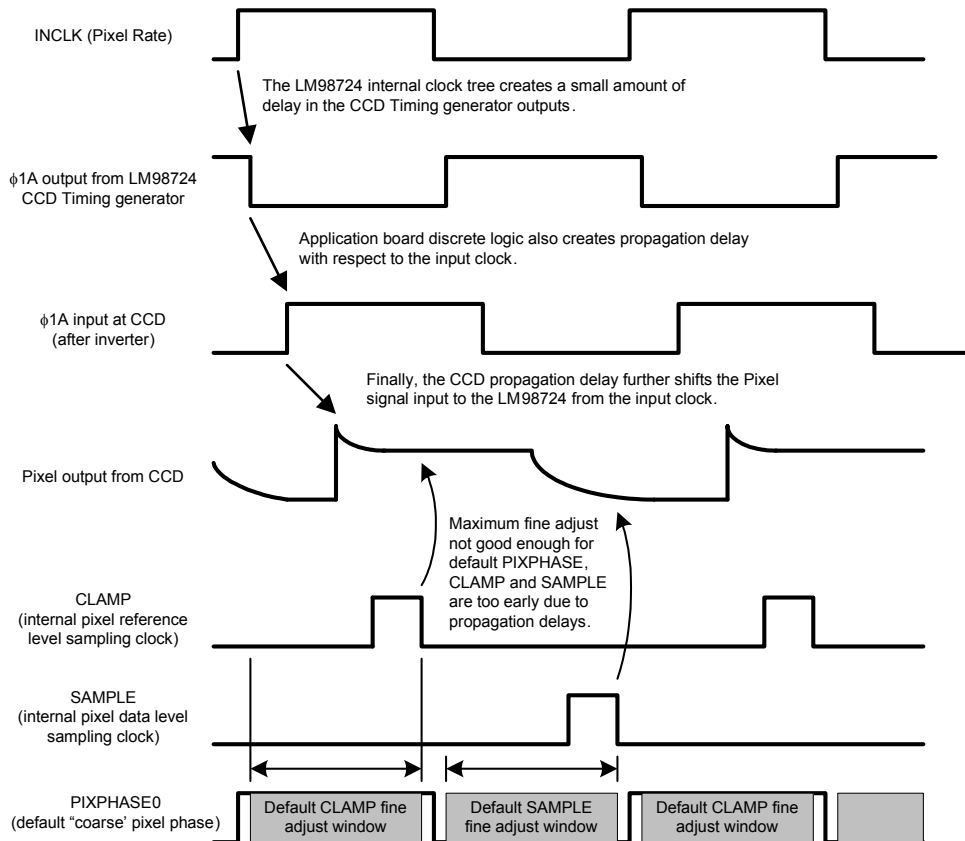 INCLK (Pixel Rate)
The LM98724 internal clock tree creates a small amount of
delay in the CCD Timing generator outputs.
ϕ1A output from LM98724
CCD Timing generator
Application board discrete logic also creates propagation delay
with respect to the input clock.
ϕ1A input at CCD
(after inverter)
Finally, the CCD propagation delay further shifts the Pixel
signal input to the LM98724 from the input clock.
Pixel output from CCD
Maximum fine adjust
not good enough for
default PIXPHASE,
CLAMP and SAMPLE
are too early due to
propagation delays.
CLAMP
(internal pixel reference
level sampling clock)
SAMPLE
(internal pixel data level
sampling clock)
PIXPHASE0
(default “coarse’ pixel phase)
Default CLAMP fine
adjust window
Default SAMPLE
fine adjust window
Default CLAMP fine
adjust window